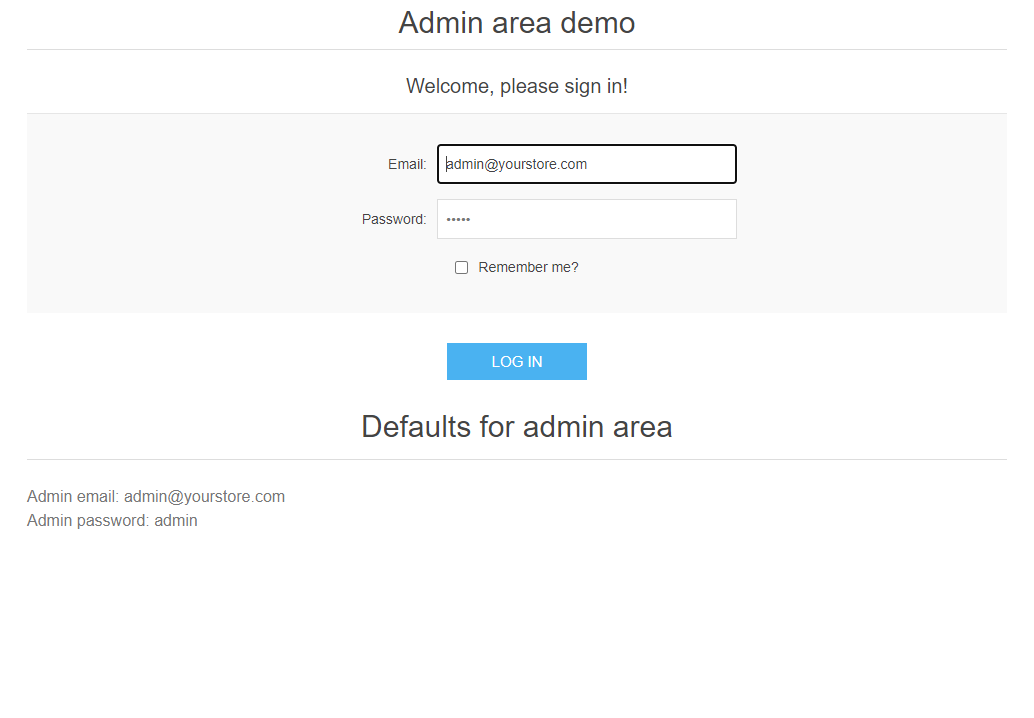 Admin area demo
Welcome, please sign in!
Email: admin@yourstore.com
Password: •••••
Remember me?
LOG IN
Defaults for admin area
Admin email: admin@yourstore.com
Admin password: admin